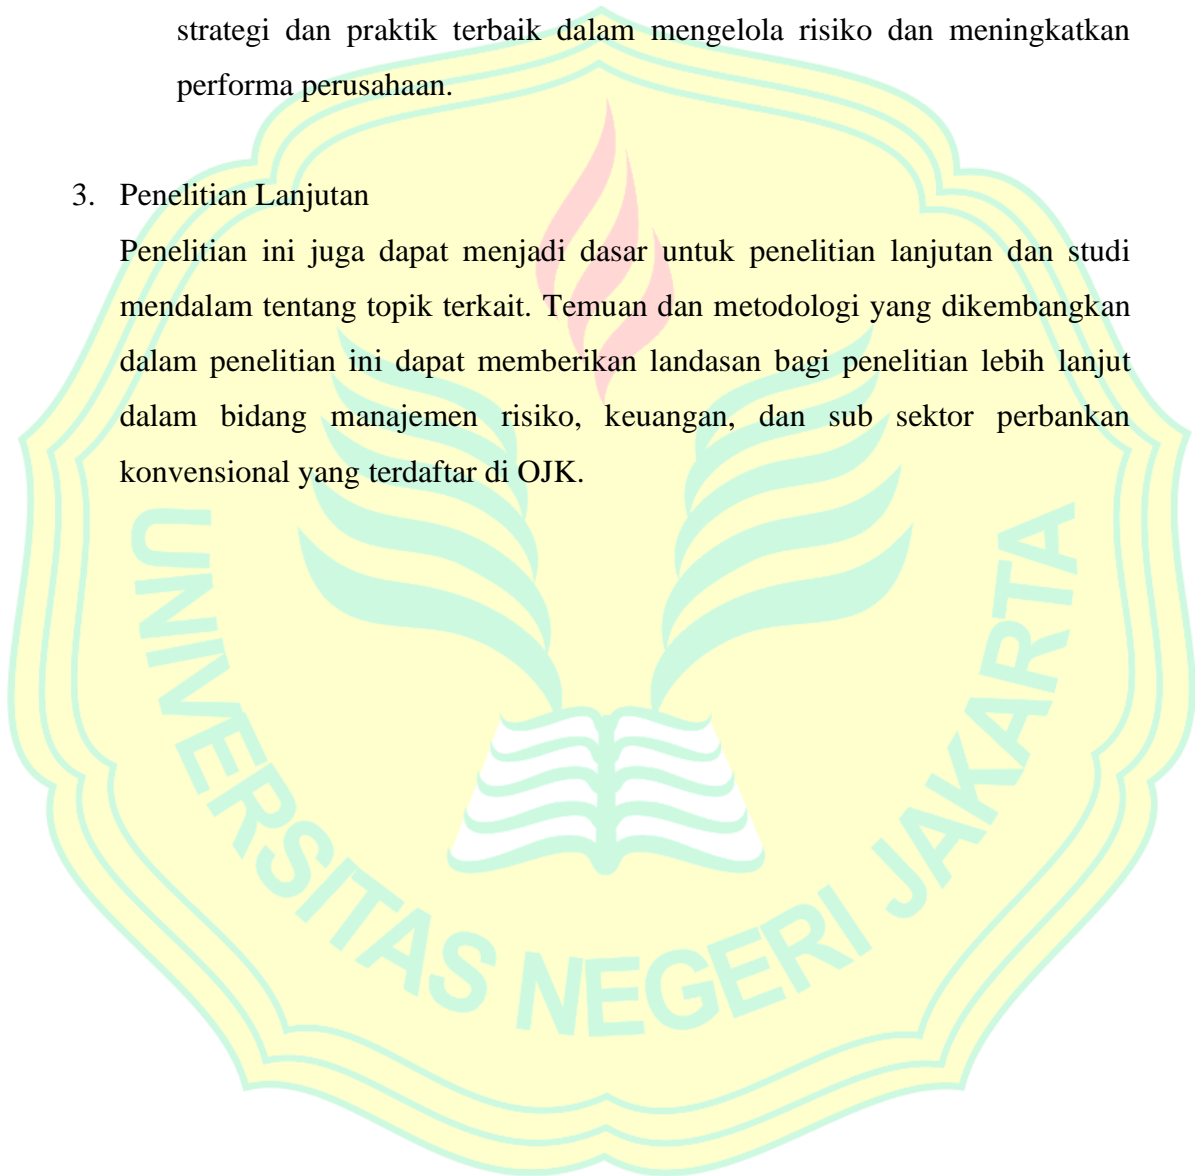 strategi dan praktik terbaik dalam mengelola risiko dan meningkatkan
performa perusahaan.
3. Penelitian Lanjutan
Penelitian ini juga dapat menjadi dasar untuk penelitian lanjutan dan studi
mendalam tentang topik terkait. Temuan dan metodologi yang dikembangkan
dalam penelitian ini dapat memberikan landasan bagi penelitian lebih lanjut
dalam bidang manajemen risiko, keuangan, dan sub sektor perbankan
konvensional yang terdaftar di OJK.
UNIVERSITAS NEGERI JAKARTA